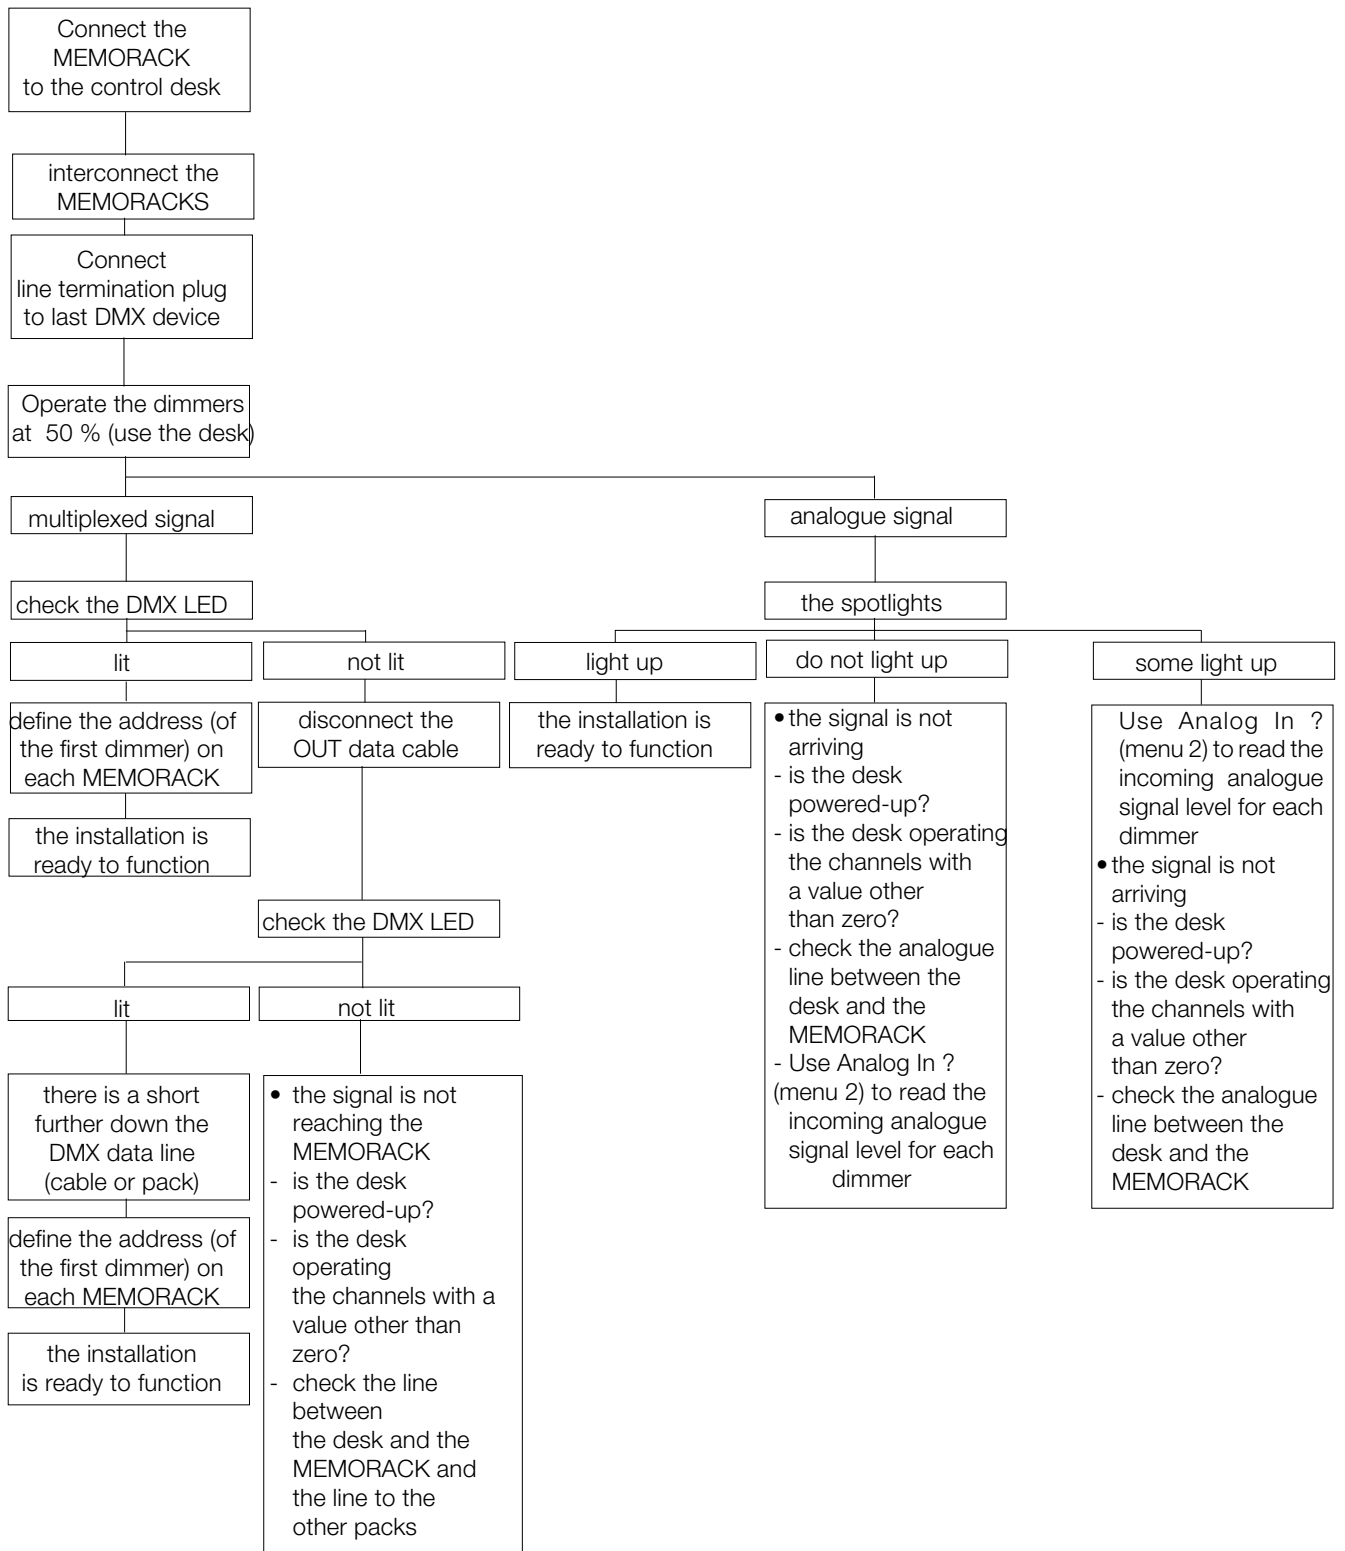 Connect the
MEMORACK
to the control desk
interconnect the
MEMORACKS
Connect
line termination plug
to last DMX device
Operate the dimmers
at 50 % (use the desk)
multiplexed signal
analogue signal
check the DMX LED
the spotlights
lit
not lit
light up
do not light up
some light up
define the address (of
the first dimmer) on
each MEMORACK
the installation is
ready to function
disconnect the
OUT data cable
check the DMX LED
lit
not lit
there is a short
further down the
DMX data line
(cable or pack)
define the address (of
the first dimmer) on
each MEMORACK
the installation
is ready to function
• the signal is not
reaching the
MEMORACK
- is the desk
powered-up?
- is the desk
operating
the channels with a
value other than
zero?
- check the line
between
the desk and the
MEMORACK and
the line to the
other packs
the installation is
ready to function
• the signal is not
arriving
- is the desk
powered-up?
- is the desk operating
the channels with
a value other
than zero?
- check the analogue
line between the
desk and the
MEMORACK
- Use Analog In ?
(menu 2) to read the
incoming analogue
signal level for each
dimmer
Use Analog In ?
(menu 2) to read the
incoming analogue
signal level for each
dimmer
• the signal is not
arriving
- is the desk
powered-up?
- is the desk operating
the channels with
a value other
than zero?
- check the analogue
line between the
desk and the
MEMORACK